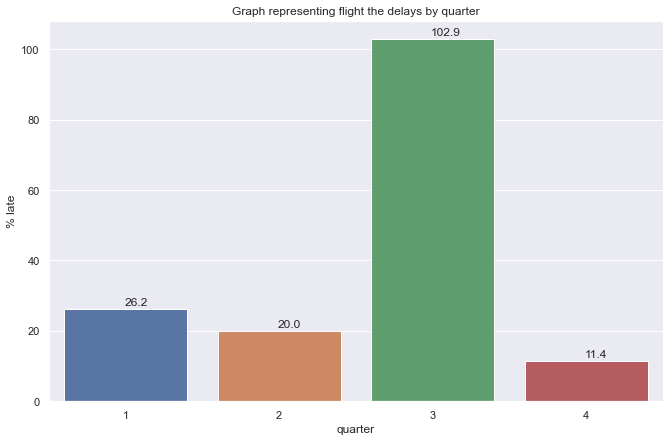 Graph representing flight the delays by quarter
102.9
100
80
60
% late
40
26.2
20.0
20
11.4
0
1 2 3 4
quarter